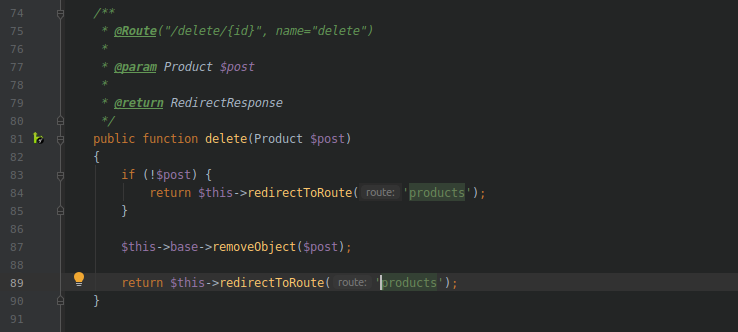 74 /**
75 * @Route("/delete/{id}", name="delete")
76 *
77 * @param Product $post
78 *
79 * @return RedirectResponse
80 */
81 public function delete(Product $post)
82 {
83 if (!$post) {
84 return $this->redirectToRoute( route: 'products');
85 }
86
87 $this->base->removeObject($post);
88
89 return $this->redirectToRoute( route: 'products');
90 }
91